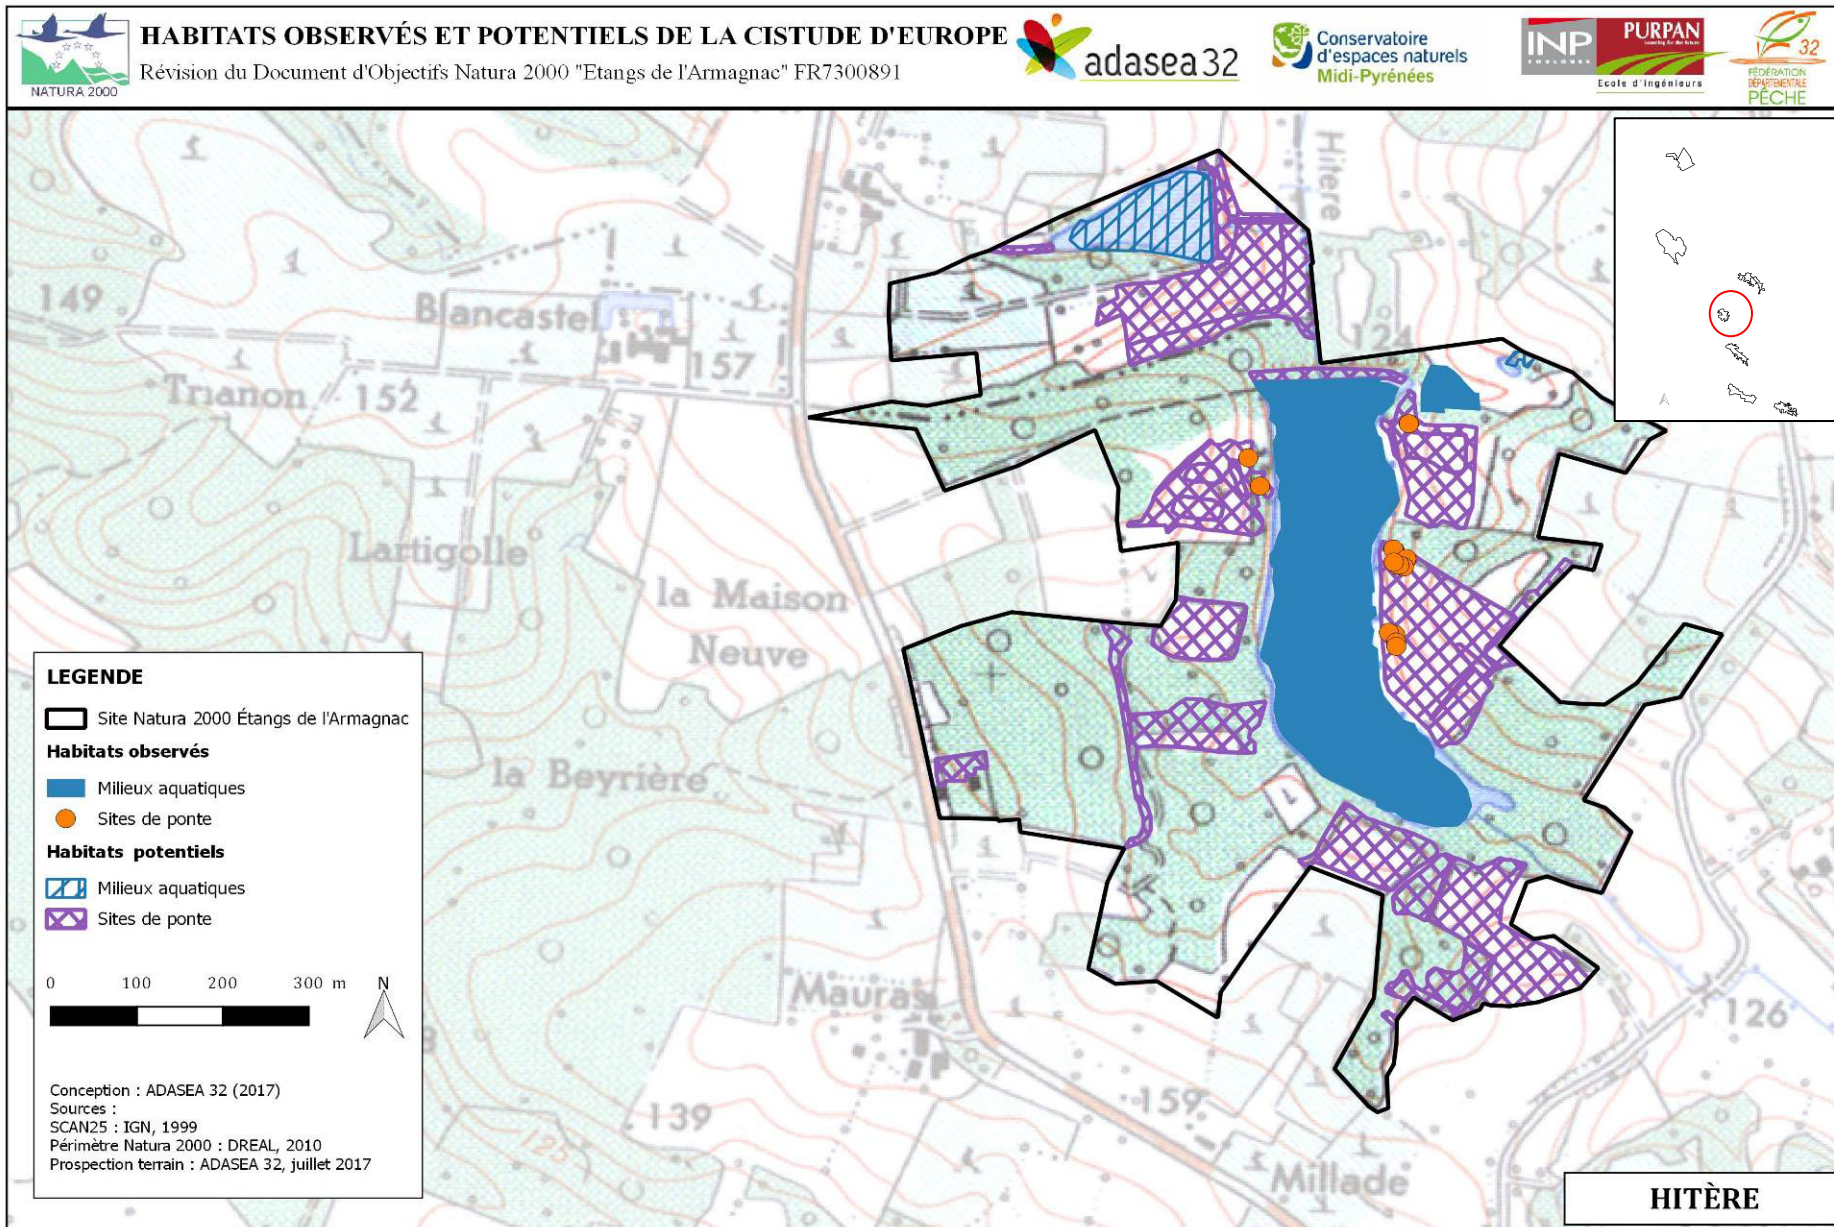 HABITATS OBSERVÉS ET POTENTIELS DE LA CISTUDE D'EUROPE
Révision du Document d'Objectifs Natura 2000 "Etangs de l'Armagnac" FR7300891
NATURA 2000
adasea32
Conservatoire
d'espaces naturels
Midi-Pyrénées
INP
TOULOUSE
PURPAN
Ecole d'Ingénieurs
32
FÉDÉRATION
DÉPARTEMENTALE
PÊCHE
Hitère
149
Blancastel
157
124
Trianon
152
Lartigolle
la Maison
Neuve
la Beyrière
LEGENDE
Site Natura 2000 Étangs de l'Armagnac
Habitats observés
Milieux aquatiques
Sites de ponte
Habitats potentiels
Milieux aquatiques
Sites de ponte
0 100 200 300 m
N
Mauras
126
139
159
125
Millade
Conception : ADASEA 32 (2017)
Sources :
SCAN25 : IGN, 1999
Périmètre Natura 2000 : DREAL, 2010
Prospection terrain : ADASEA 32, juillet 2017
HITÈRE